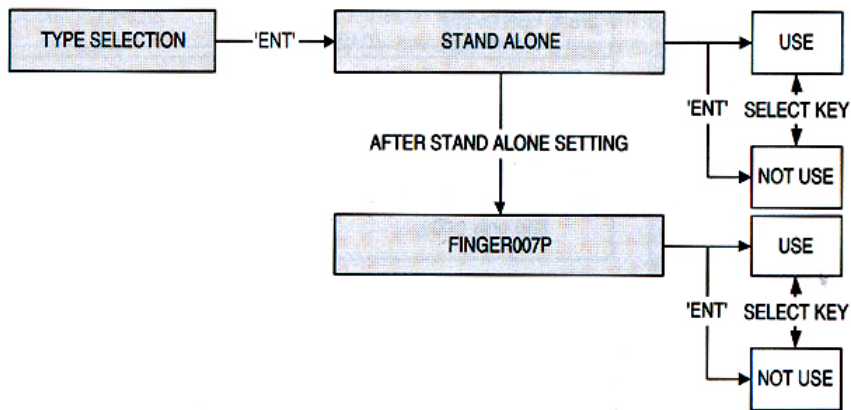 TYPE SELECTION
'ENT'
STAND ALONE
USE
'ENT'
SELECT KEY
NOT USE
AFTER STAND ALONE SETTING
FINGER007P
USE
'ENT'
SELECT KEY
NOT USE